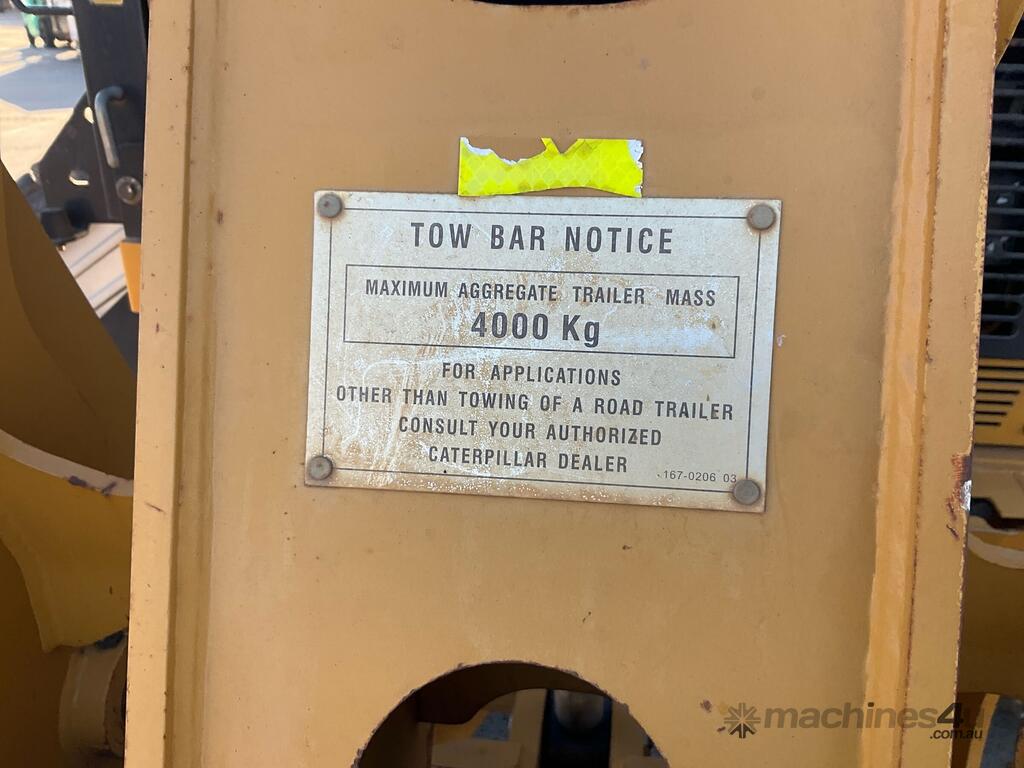 TOW BAR NOTICE
MAXIMUM AGGREGATE TRAILER MASS
4000 Kg
FOR APPLICATIONS
OTHER THAN TOWING OF A ROAD TRAILER
CONSULT YOUR AUTHORIZED
CATERPILLAR DEALER
167-0206 03
machines4u
.com.au